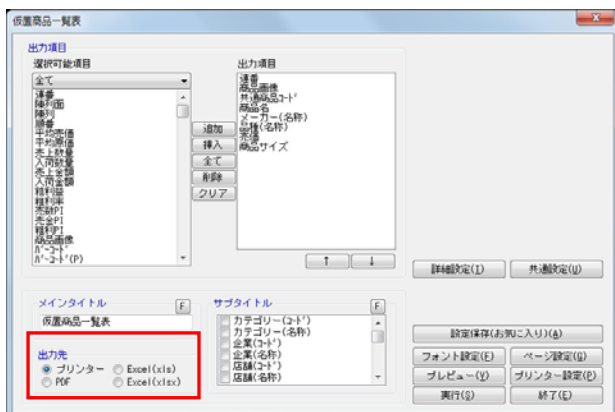 仮置商品一覧表
出力項目
選択可能項目
出力項目
全て
連番
陳列面
陳列
順番
平均売価
平均原価
売上数量
入荷数量
売上金額
入荷金額
粗利益
粗利率
売数PI
売金PI
粗利PI
商品画像
バーコード
バーコード(P)
追加
挿入
全て
削除
クリア
連番
商品画像
共通商品コード
商品名
メーカー(名称)
品種(名称)
売価
商品サイズ
↑
↓
詳細設定(I)
共通設定(U)
メインタイトル
F
仮置商品一覧表
サブタイトル
F
カテゴリー(コード)
カテゴリー(名称)
企業(コード)
企業(名称)
店舗(コード)
店舗(名称)
出力先
プリンター
Excel(xls)
PDF
Excel(xlsx)
設定保存(お気に入り)(A)
フォント設定(F)
ページ設定(G)
プレビュー(V)
プリンター設定(P)
実行(S)
終了(E)